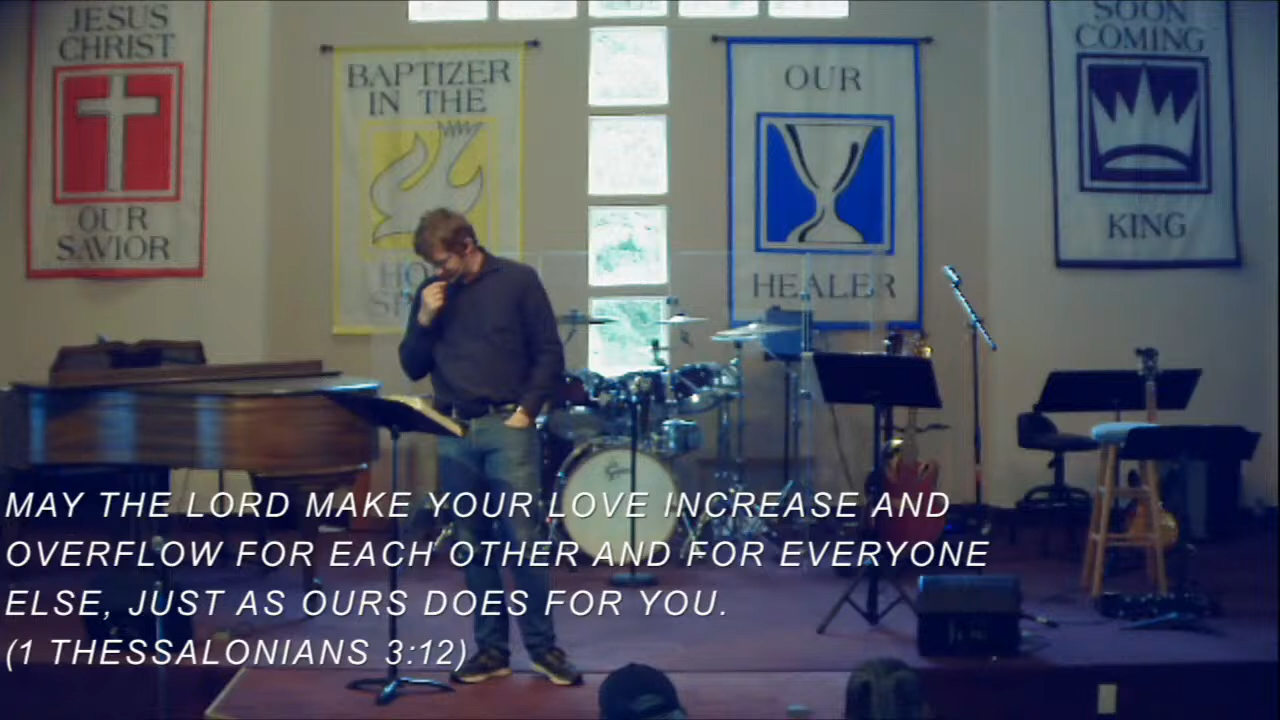 JESUS
CHRIST
OUR
SAVIOR
BAPTIZER
IN THE
OUR
HEALER
SOON
COMING
KING
MAY THE LORD MAKE YOUR LOVE INCREASE AND
OVERFLOW FOR EACH OTHER AND FOR EVERYONE
ELSE, JUST AS OURS DOES FOR YOU.
(1 THESSALONIANS 3:12)